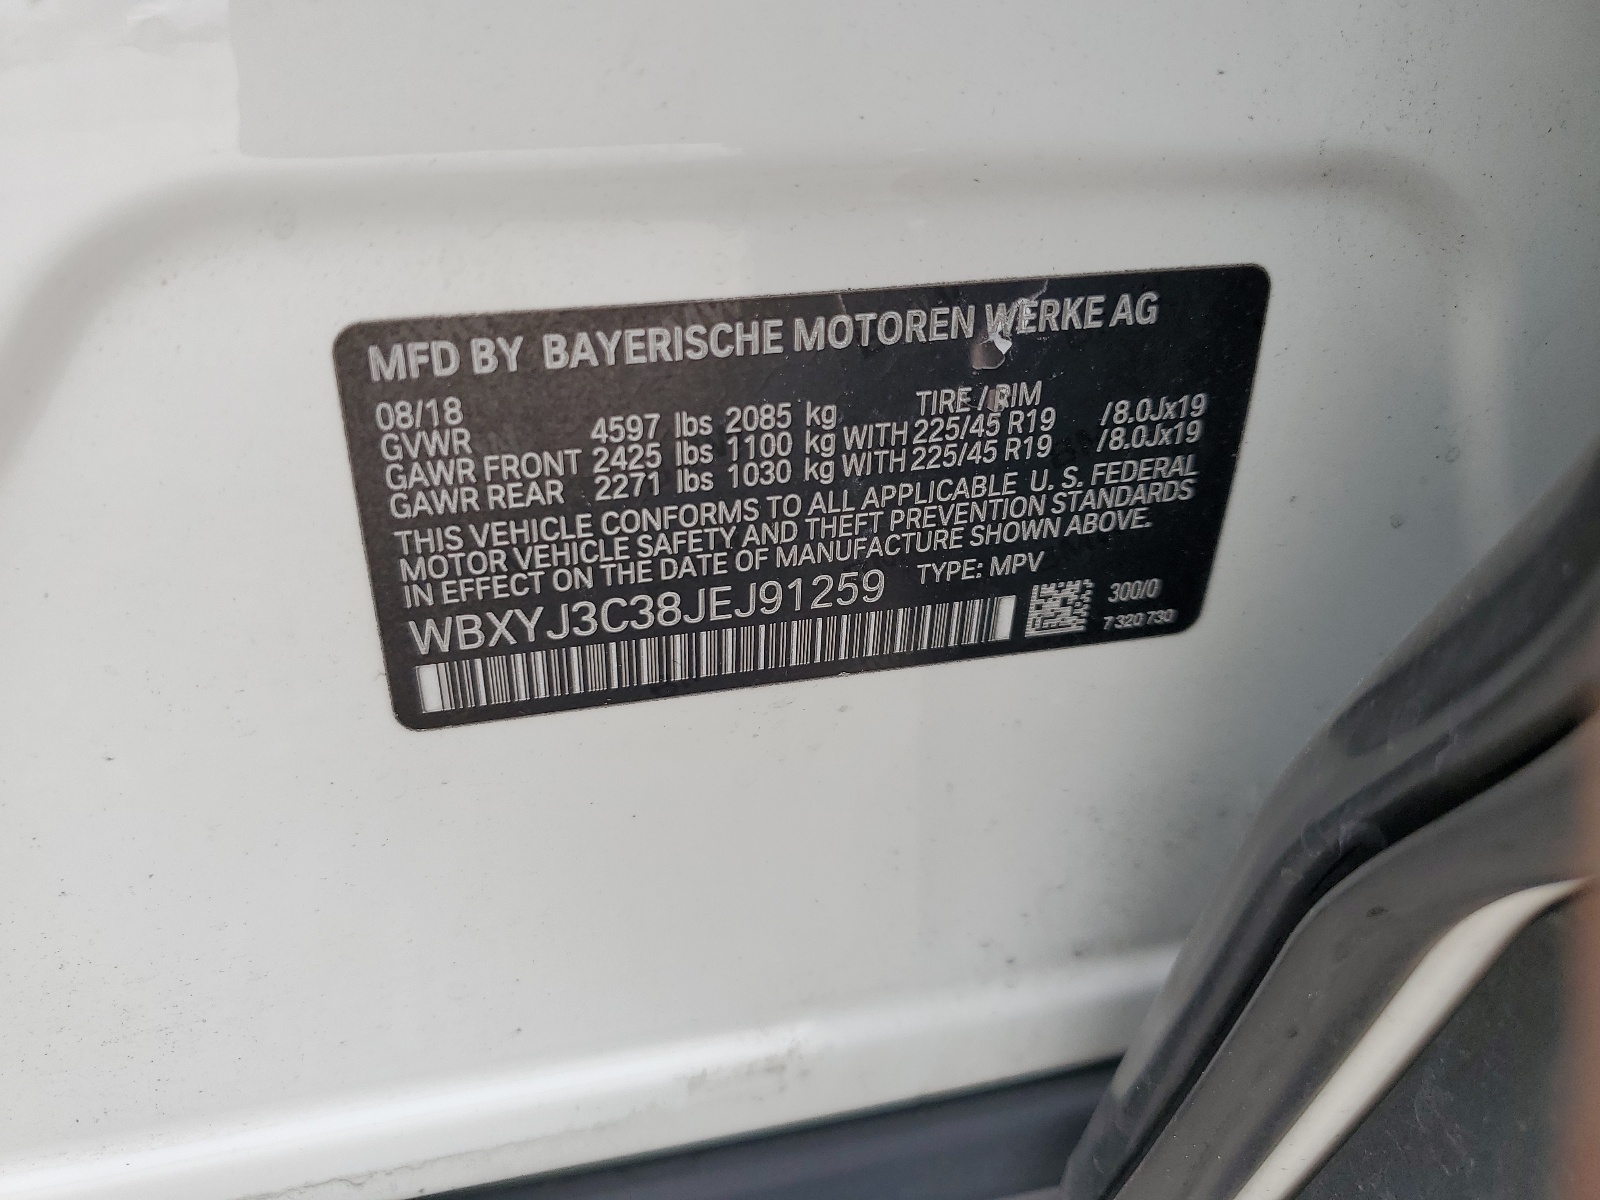 MFD BY BAYERISCHE MOTOREN WERKE AG
08/18 TIRE / RIM
GVWR 4597 lbs 2085 kg
GAWR FRONT 2425 lbs 1100 kg WITH 225/45 R19 /8.0Jx19
GAWR REAR 2271 lbs 1030 kg WITH 225/45 R19 /8.0Jx19
THIS VEHICLE CONFORMS TO ALL APPLICABLE U. S. FEDERAL
MOTOR VEHICLE SAFETY AND THEFT PREVENTION STANDARDS
IN EFFECT ON THE DATE OF MANUFACTURE SHOWN ABOVE.
WBXYJ3C38JEJ91259 TYPE: MPV
300/0
7 320 730